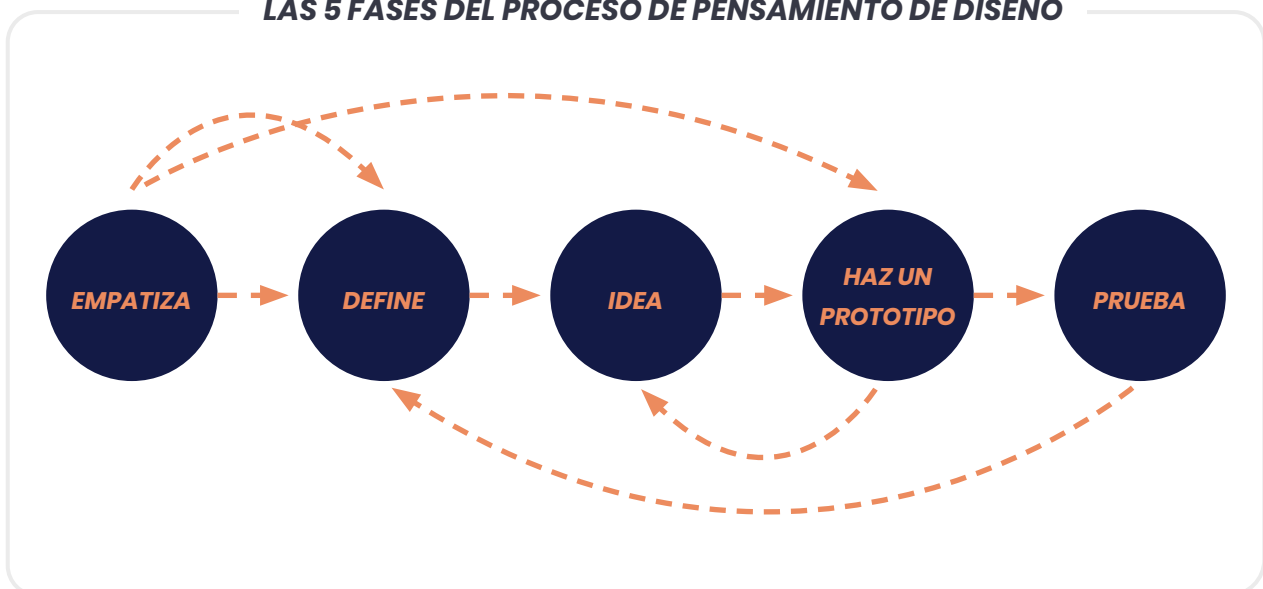 LAS 5 FASES DEL PROCESO DE PENSAMIENTO DE DISEÑO
EMPATIZA
DEFINE
IDEA
HAZ UN
PROTOTIPO
PRUEBA